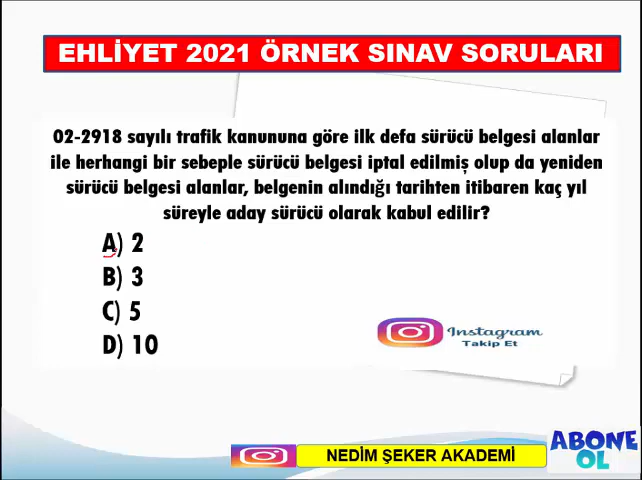 EHLİYET 2021 ÖRNEK SINAV SORULARI
02-2918 sayılı trafik kanununa göre ilk defa sürücü belgesi alanlar
ile herhangi bir sebeple sürücü belgesi iptal edilmiş olup da yeniden
sürücü belgesi alanlar, belgenin alındığı tarihten itibaren kaç yıl
süreyle aday sürücü olarak kabul edilir?
A) 2
B) 3
C) 5
D) 10
Instagram
Takip Et
NEDİM ŞEKER AKADEMİ
ABONE
OL